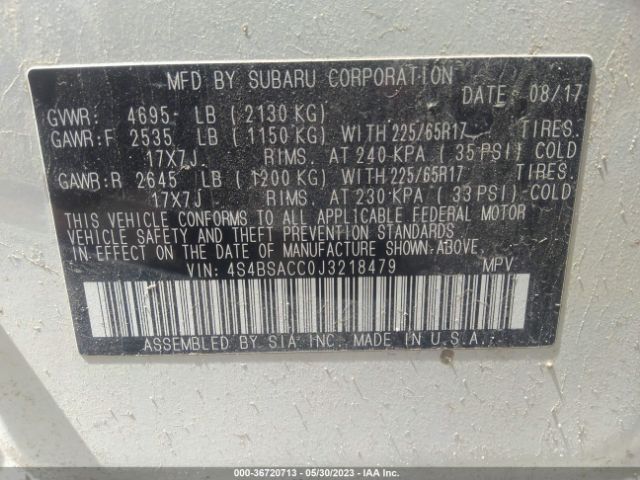 MFD BY SUBARU CORPORATION
DATE 08/17
GVWR: 4695 LB ( 2130 KG)
GAWR:F 2535 LB ( 1150 KG) WITH 225/65R17 TIRES.
17X7J RIMS. AT 240 KPA ( 35 PSI) COLD
GAWR:R 2645 LB ( 1200 KG) WITH 225/65R17 TIRES.
17X7J RIMS. AT 230 KPA ( 33 PSI) COLD.
THIS VEHICLE CONFORMS TO ALL APPLICABLE FEDERAL MOTOR
VEHICLE SAFETY AND THEFT PREVENTION STANDARDS
IN EFFECT ON THE DATE OF MANUFACTURE SHOWN ABOVE.
VIN: 4S4BSACC0J3218479 MPV
ASSEMBLED BY SIA INC. MADE IN U.S.A.
000-36720713 - 05/30/2023 - IAA Inc.